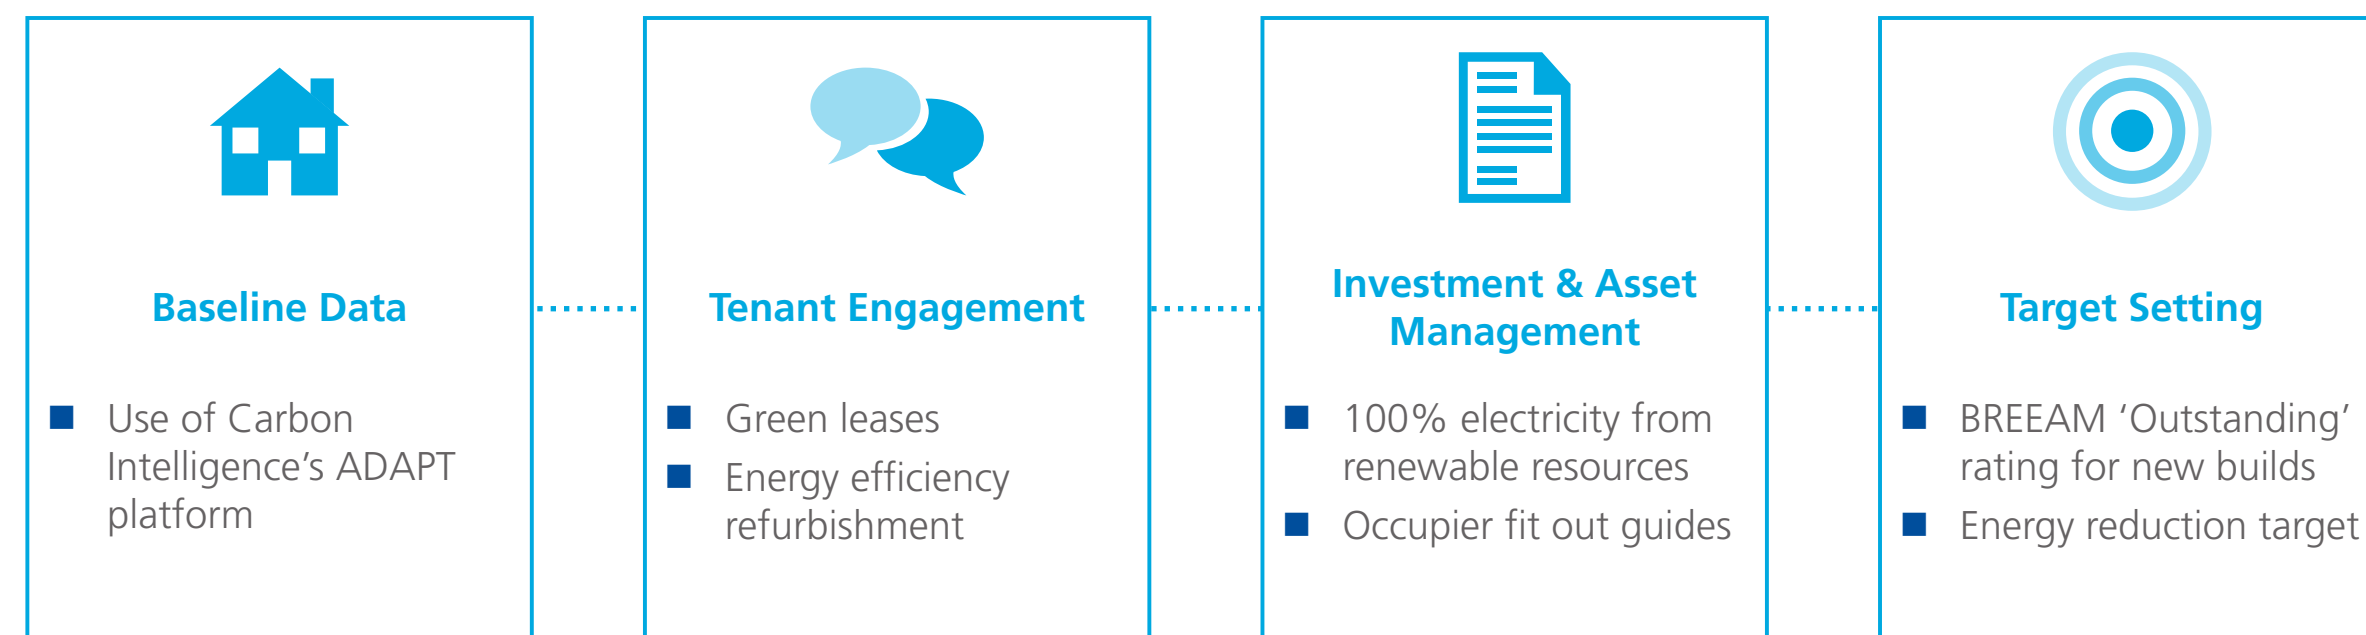 Baseline Data
Use of Carbon
Intelligence’s ADAPT
platform
Tenant Engagement
Green leases
Energy efficiency
refurbishment
Investment & Asset
Management
100% electricity from
renewable resources
Occupier fit out guides
Target Setting
BREEAM ‘Outstanding’
rating for new builds
Energy reduction target